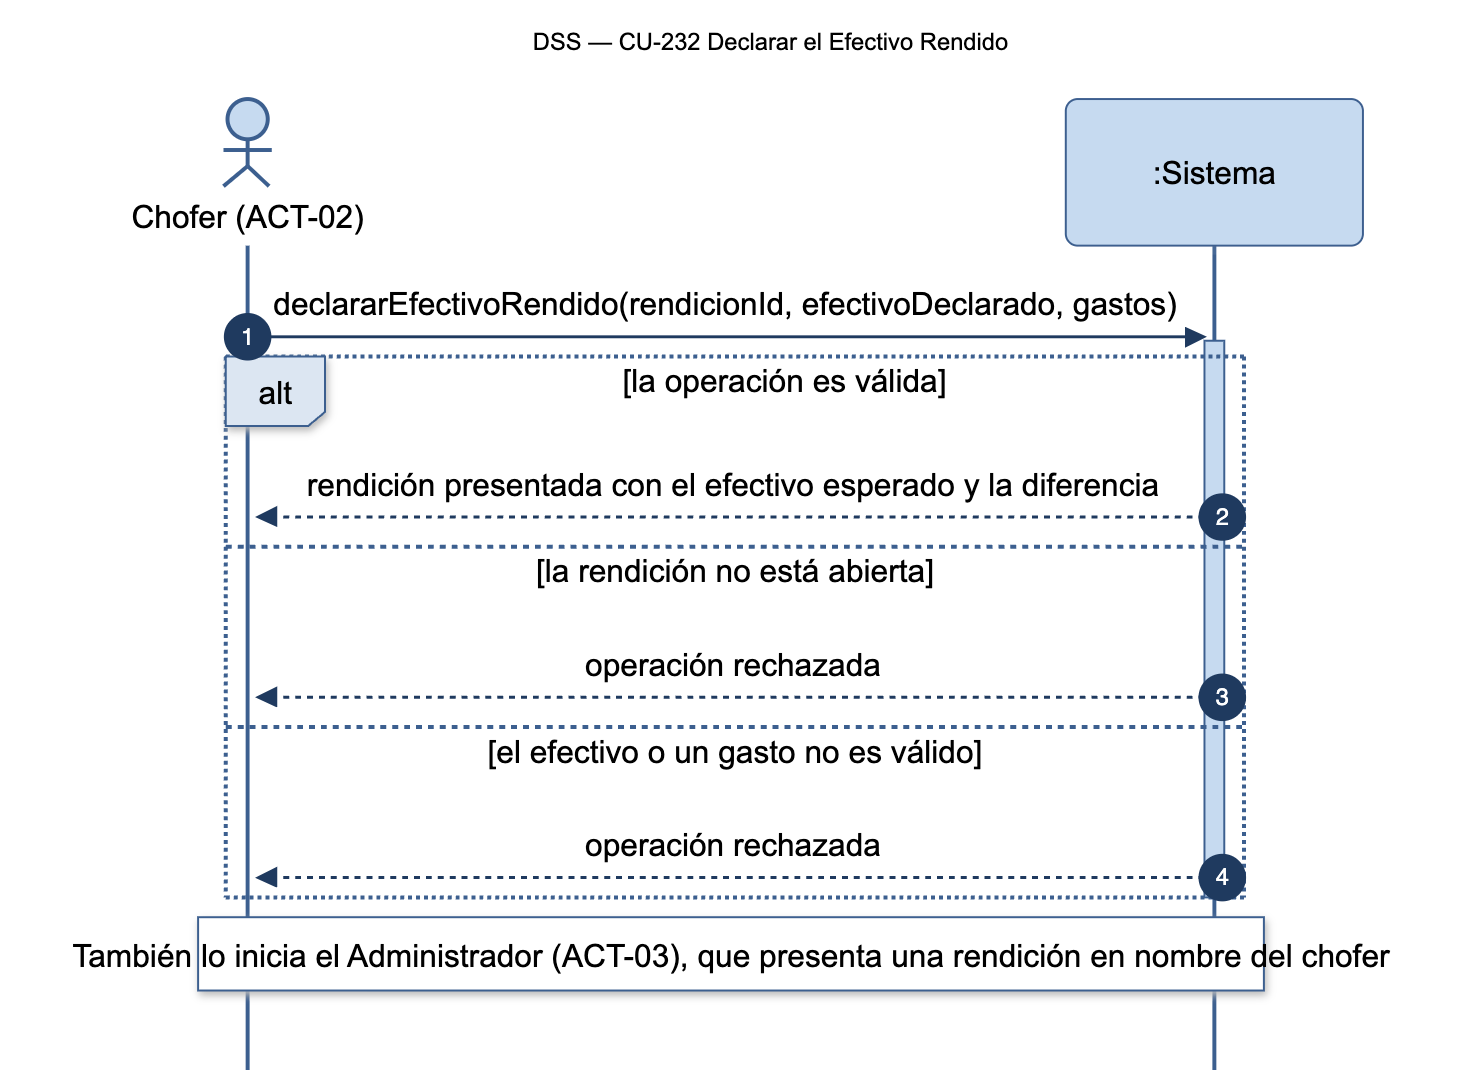 DSS — CU-232 Declarar el Efectivo Rendido
:Sistema
Chofer (ACT-02)
declararEfectivoRendido(rendicionId, efectivoDeclarado, gastos)
1
alt
[la operación es válida]
rendición presentada con el efectivo esperado y la diferencia
2
[la rendición no está abierta]
operación rechazada
3
[el efectivo o un gasto no es válido]
operación rechazada
4
También lo inicia el Administrador (ACT-03), que presenta una rendición en nombre del chofer